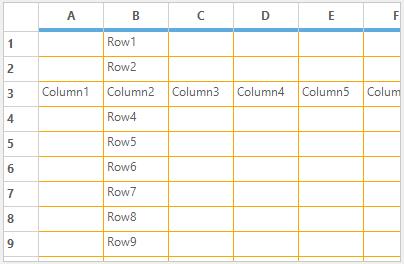 A B C D E F
1 Row1
2 Row2
3 Column1 Column2 Column3 Column4 Column5 Colum
4 Row4
5 Row5
6 Row6
7 Row7
8 Row8
9 Row9